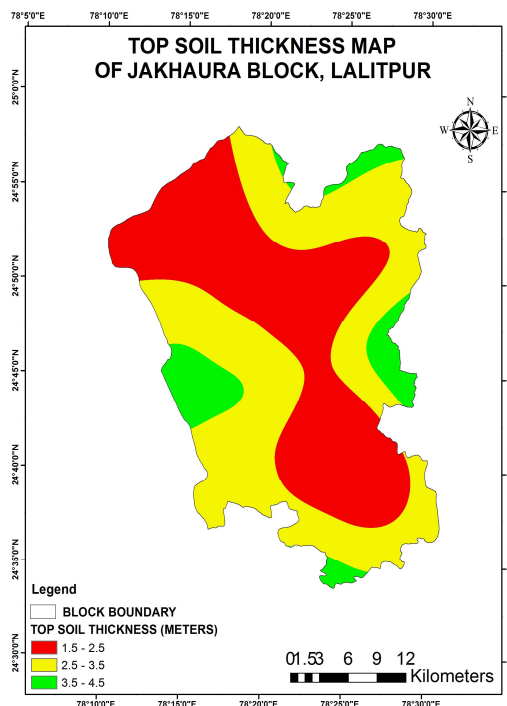 78°5'0"E 78°10'0"E 78°15'0"E 78°20'0"E 78°25'0"E 78°30'0"E
TOP SOIL THICKNESS MAP
OF JAKHAURA BLOCK, LALITPUR
25°0'0"N
N
W E
S
24°55'0"N
24°50'0"N
24°45'0"N
24°40'0"N
24°35'0"N
24°30'0"N
Legend
BLOCK BOUNDARY
TOP SOIL THICKNESS (METERS)
1.5 - 2.5
2.5 - 3.5
3.5 - 4.5
01.53 6 9 12
Kilometers
78°10'0"E 78°15'0"E 78°20'0"E 78°25'0"E 78°30'0"E